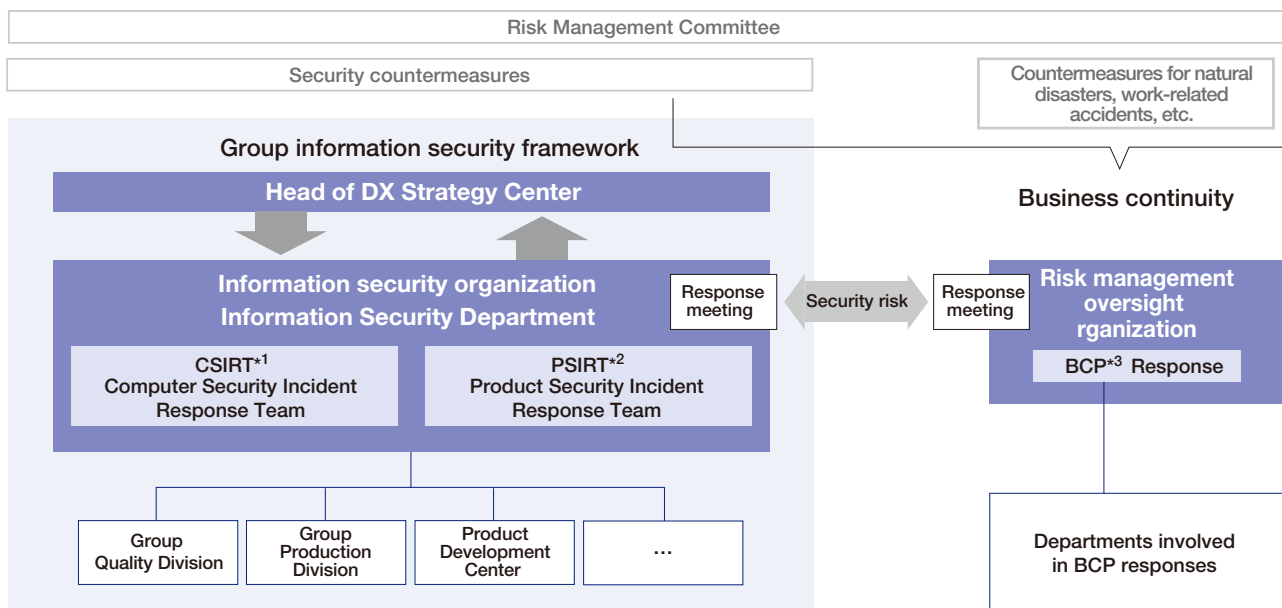 Risk Management Committee
Security countermeasures
Countermeasures for natural
disasters, work-related
accidents, etc.
Group information security framework
Head of DX Strategy Center
Business continuity
Information security organization
Information Security Department
Response
meeting
Security risk
Response
meeting
Risk management
oversight
rganization
CSIRT*1
Computer Security Incident
Response Team
PSIRT*2
Product Security Incident
Response Team
BCP*3 Response
Group
Quality Division
Group
Production
Division
Product
Development
Center
...
Departments involved
in BCP responses